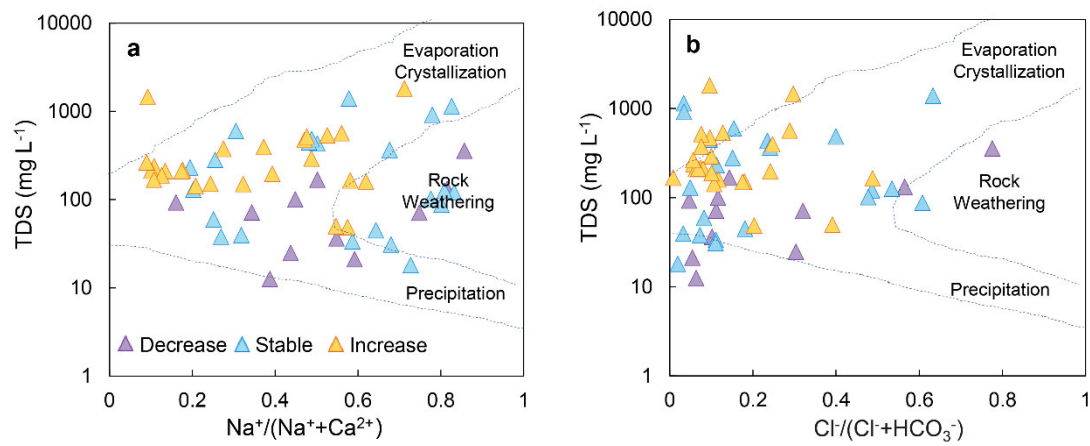 a
TDS (mg L⁻¹)
10000
1000
100
10
1
Evaporation
Crystallization
Rock
Weathering
Precipitation
Decrease Stable Increase
0 0.2 0.4 0.6 0.8 1
Na⁺/(Na⁺+Ca²⁺)
b
TDS (mg L⁻¹)
10000
1000
100
10
1
Evaporation
Crystallization
Rock
Weathering
Precipitation
0 0.2 0.4 0.6 0.8 1
Cl⁻/(Cl⁻+HCO₃⁻)